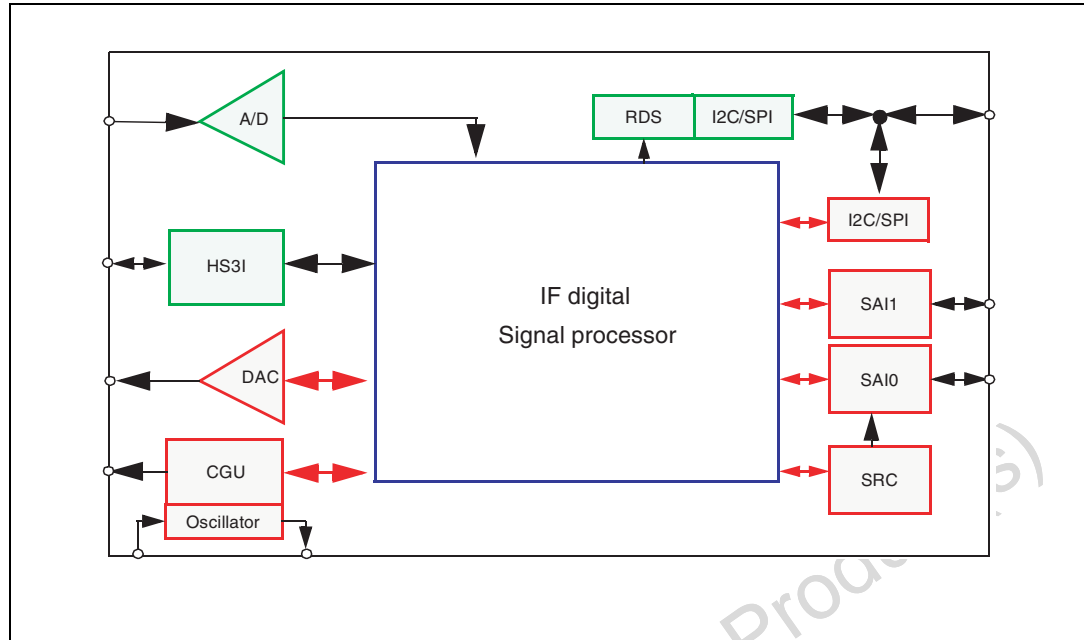 A/D
RDS
I2C/SPI
HS3I
I2C/SPI
IF digital
Signal processor
SAI1
DAC
SAI0
CGU
SRC
Oscillator